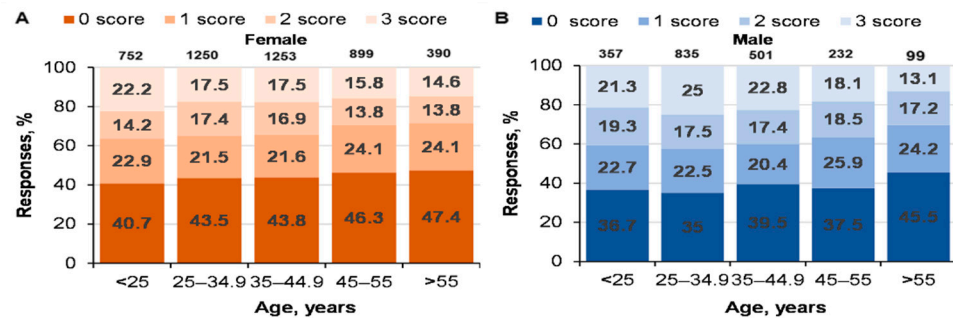 A
0 score 1 score 2 score 3 score
Female
752 1250 1253 899 390
Responses, %
100
80
60
40
20
0
22.2 17.5 17.5 15.8 14.6
14.2 17.4 16.9 13.8 13.8
22.9 21.5 21.6 24.1 24.1
40.7 43.5 43.8 46.3 47.4
<25 25–34.9 35–44.9 45–55 >55
Age, years
B
0 score 1 score 2 score 3 score
Male
357 835 501 232 99
Responses, %
100
80
60
40
20
0
21.3 25 22.8 18.1 13.1
19.3 17.5 17.4 18.5 17.2
22.7 22.5 20.4 25.9 24.2
36.7 35 39.5 37.5 45.5
<25 25–34.9 35–44.9 45–55 >55
Age, years